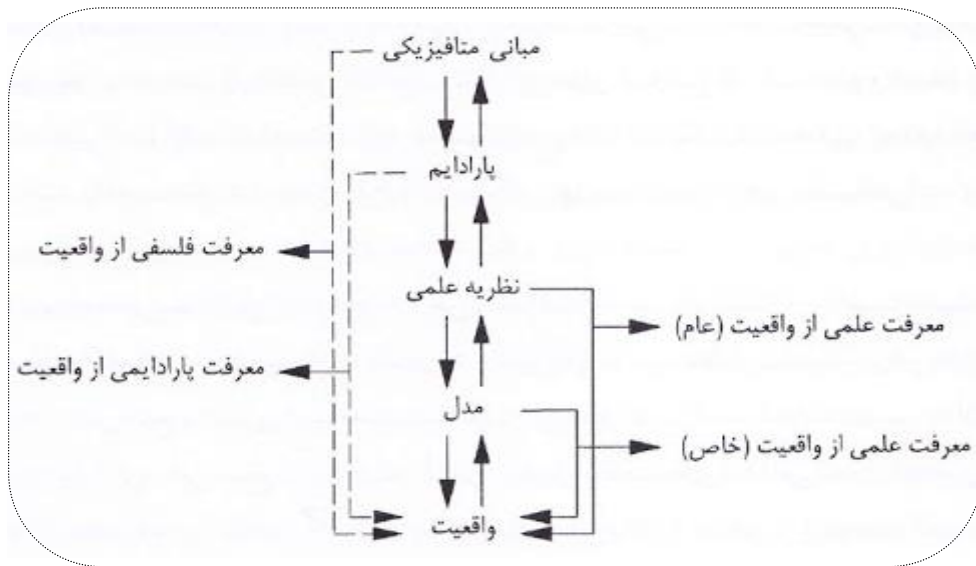 مبانی متافیزیکی
پارادایم
معرفت فلسفی از واقعیت
نظریه علمی
معرفت علمی از واقعیت (عام)
معرفت پارادایمی از واقعیت
مدل
معرفت علمی از واقعیت (خاص)
واقعیت